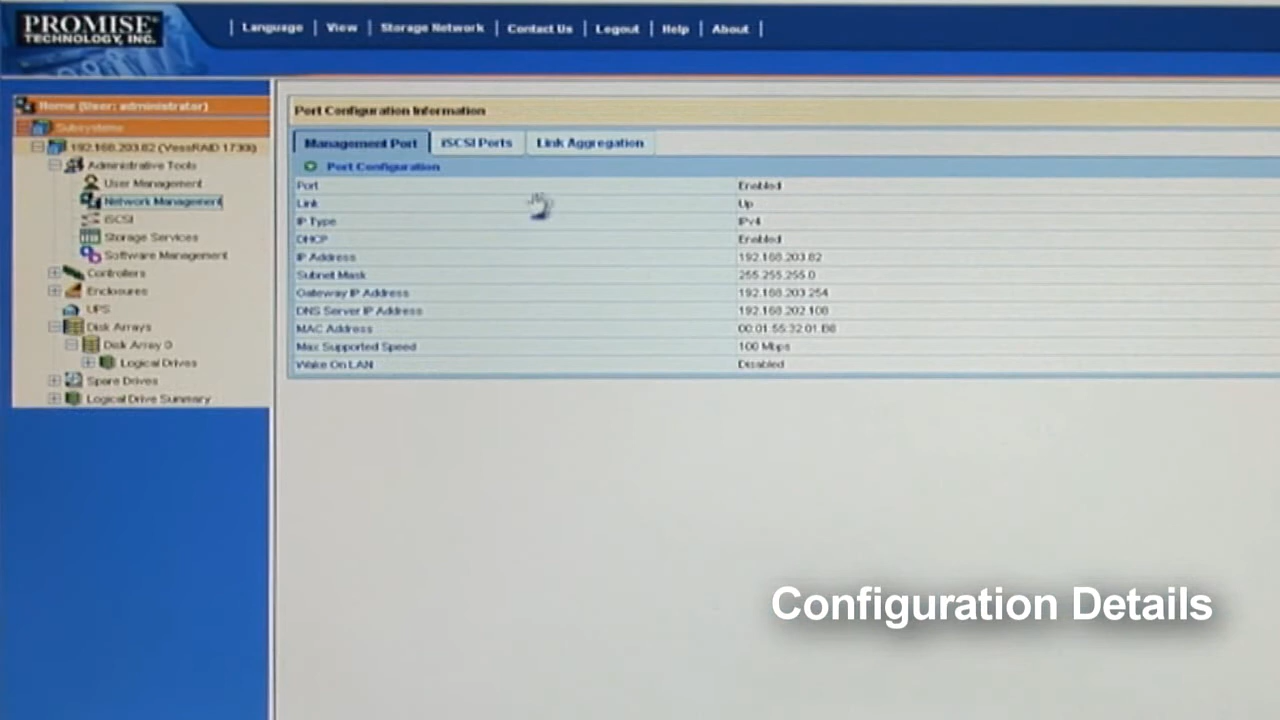 PROMISE®
TECHNOLOGY, INC.
Language | View | Storage Network | Contact Us | Logout | Help | About
Home (User: administrator)
Subsystems
192.168.203.82 (VessRAID 1730i)
Administrative Tools
User Management
Network Management
iSCSI
Storage Services
Software Management
Controllers
Enclosures
UPS
Disk Arrays
Disk Array 0
Logical Drives
Spare Drives
Logical Drive Summary
Port Configuration Information
Management Port iSCSI Ports Link Aggregation
Port Configuration
Port Enabled
Link Up
IP Type IPv4
DHCP Enabled
IP Address 192.168.203.82
Subnet Mask 255.255.255.0
Gateway IP Address 192.168.203.254
DNS Server IP Address 192.168.202.108
MAC Address 00:01:55:32:01:B8
Max Supported Speed 100 Mbps
Wake On LAN Disabled
Configuration Details